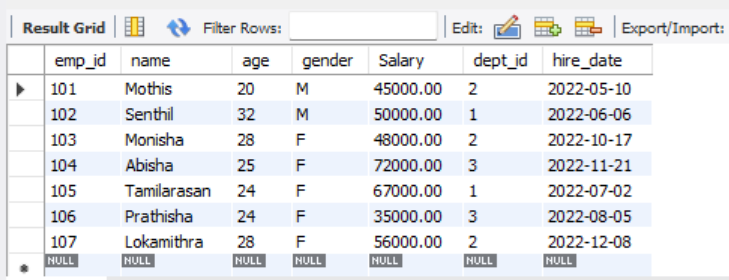 Result Grid Filter Rows: Edit: Export/Import:
emp_id name age gender Salary dept_id hire_date
101 Mothis 20 M 45000.00 2 2022-05-10
102 Senthil 32 M 50000.00 1 2022-06-06
103 Monisha 28 F 48000.00 2 2022-10-17
104 Abisha 25 F 72000.00 3 2022-11-21
105 Tamilarasan 24 F 67000.00 1 2022-07-02
106 Prathisha 24 F 35000.00 3 2022-08-05
107 Lokamithra 28 F 56000.00 2 2022-12-08
NULL NULL NULL NULL NULL NULL NULL